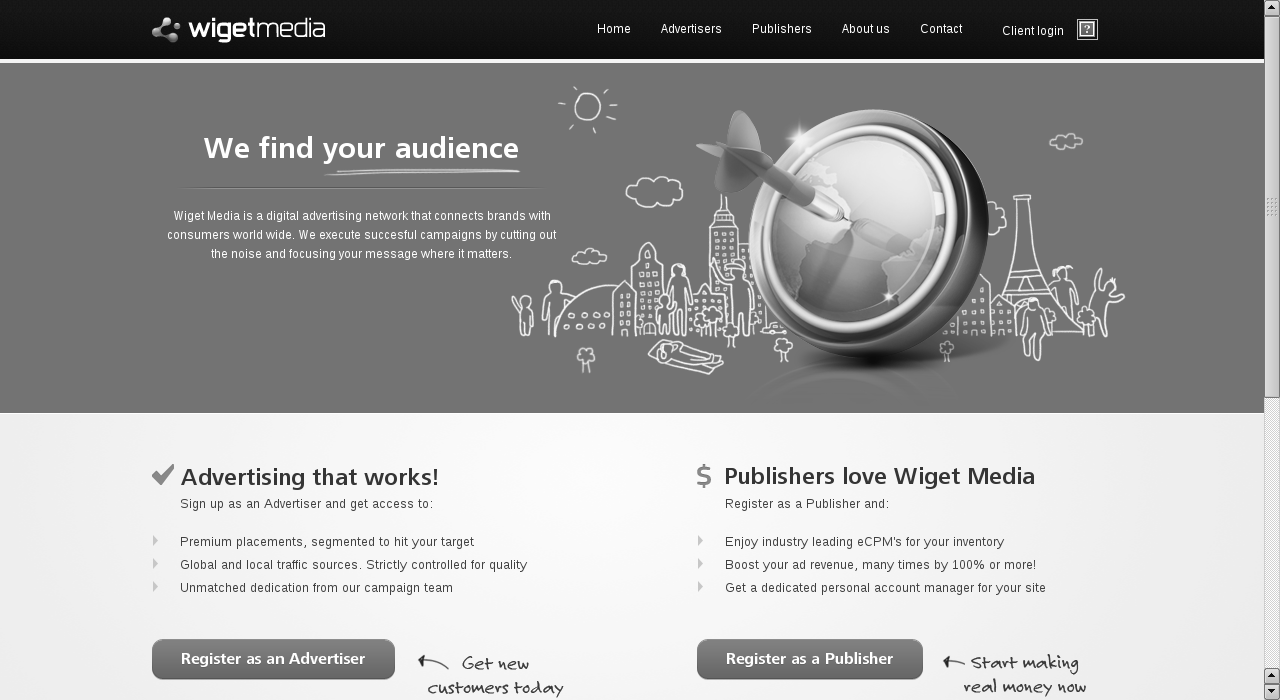 wigetmedia
Home Advertisers Publishers About us Contact Client login ?
We find your audience
Wiget Media is a digital advertising network that connects brands with
consumers world wide. We execute succesful campaigns by cutting out
the noise and focusing your message where it matters.
Advertising that works!
Sign up as an Advertiser and get access to:
Premium placements, segmented to hit your target
Global and local traffic sources. Strictly controlled for quality
Unmatched dedication from our campaign team
Register as an Advertiser
Get new
customers today
$ Publishers love Wiget Media
Register as a Publisher and:
Enjoy industry leading eCPM's for your inventory
Boost your ad revenue, many times by 100% or more!
Get a dedicated personal account manager for your site
Register as a Publisher
Start making
real money now